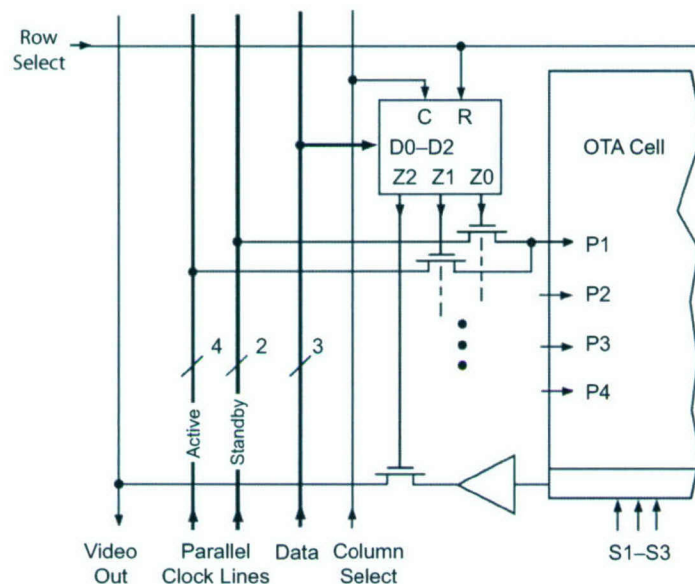 Row
Select
C R
D0–D2
Z2 Z1 Z0
OTA Cell
P1
P2
P3
P4
4 2 3
Active
Standby
Video
Out
Parallel
Clock Lines
Data
Column
Select
S1–S3